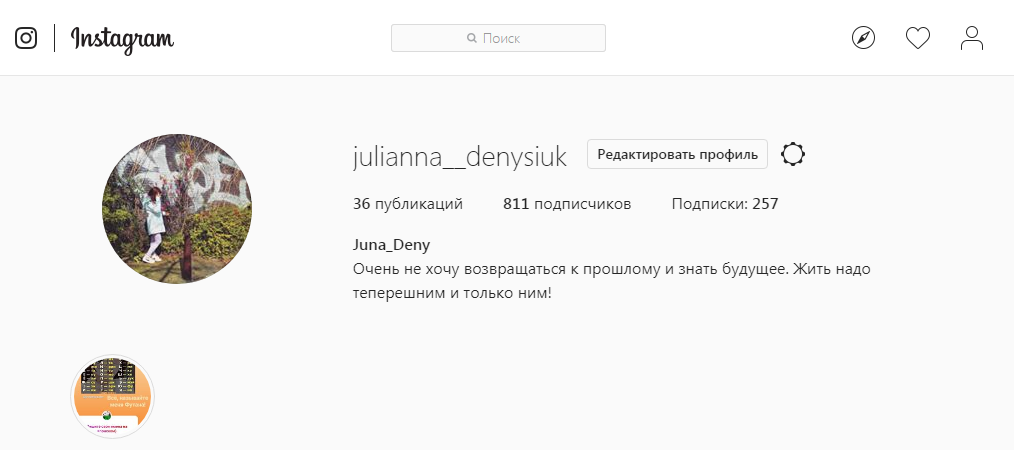 Instagram
Поиск
julianna__denysiuk
Редактировать профиль
36 публикаций
811 подписчиков
Подписки: 257
Juna_Deny
Очень не хочу возвращаться к прошлому и знать будущее. Жить надо
теперешним и только ним!